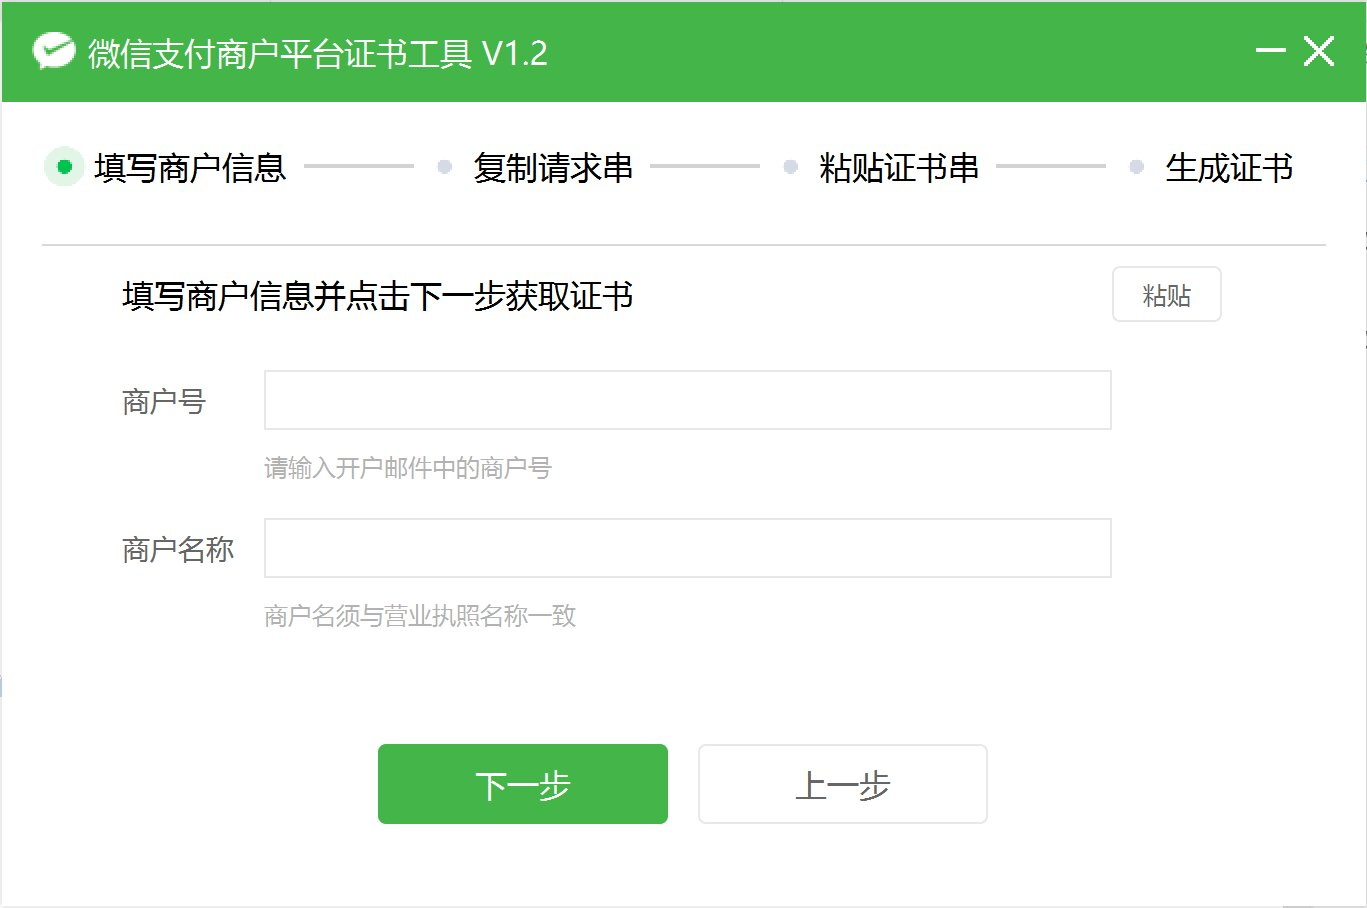 微信支付商户平台证书工具 V1.2
填写商户信息 复制请求串 粘贴证书串 生成证书
填写商户信息并点击下一步获取证书 粘贴
商户号
请输入开户邮件中的商户号
商户名称
商户名须与营业执照名称一致
下一步 上一步